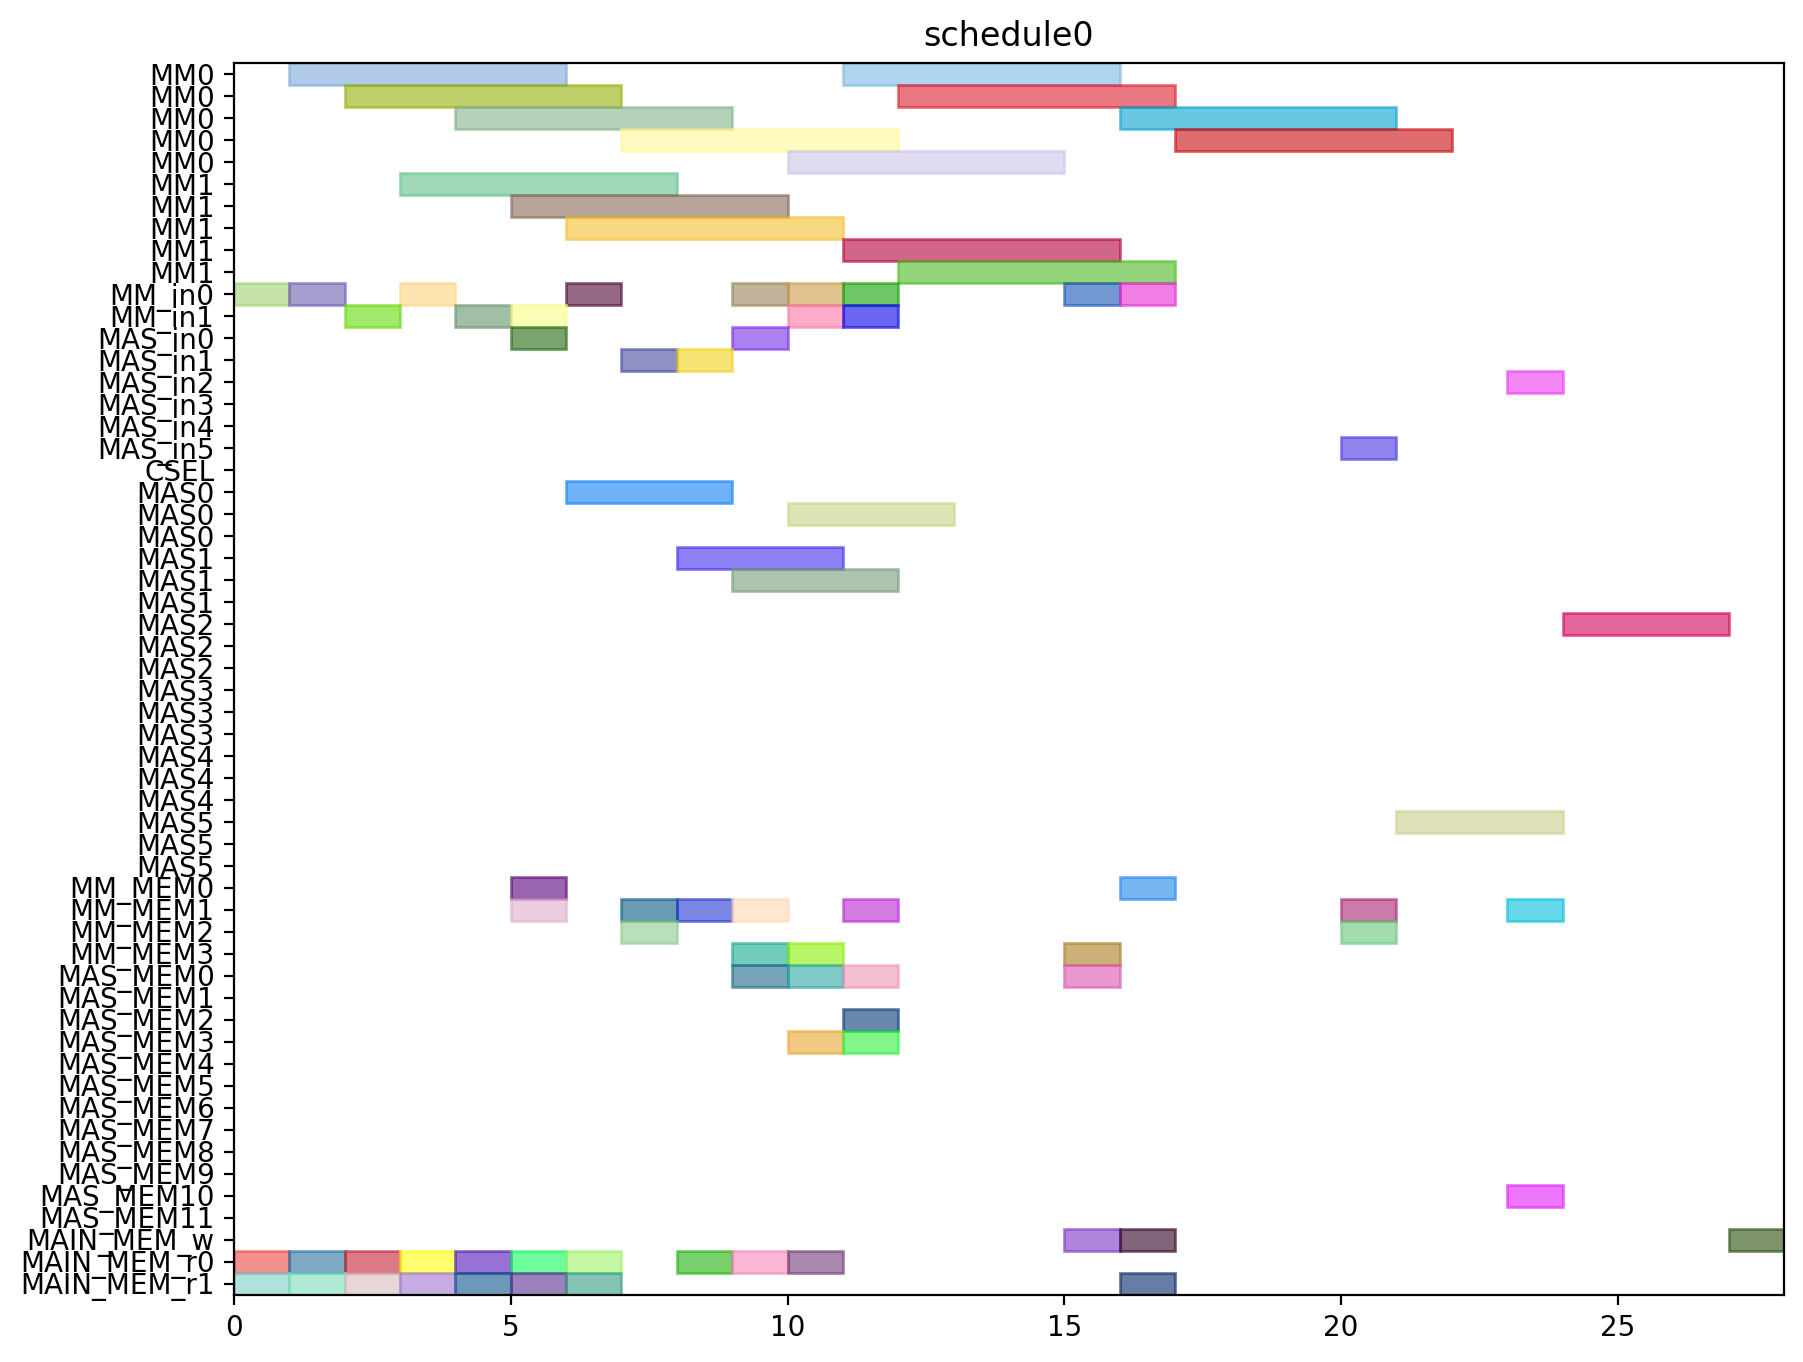 schedule0
MM0
MM0
MM0
MM0
MM0
MM1
MM1
MM1
MM1
MM1
MM_in0
MM_in1
MAS_in0
MAS_in1
MAS_in2
MAS_in3
MAS_in4
MAS_in5
CSEL
MAS0
MAS0
MAS0
MAS1
MAS1
MAS1
MAS2
MAS2
MAS2
MAS3
MAS3
MAS3
MAS4
MAS4
MAS4
MAS5
MAS5
MAS5
MM_MEM0
MM_MEM1
MM_MEM2
MM_MEM3
MAS_MEM0
MAS_MEM1
MAS_MEM2
MAS_MEM3
MAS_MEM4
MAS_MEM5
MAS_MEM6
MAS_MEM7
MAS_MEM8
MAS_MEM9
MAS_MEM10
MAS_MEM11
MAIN_MEM_w
MAIN_MEM_r0
MAIN_MEM_r1
0 5 10 15 20 25